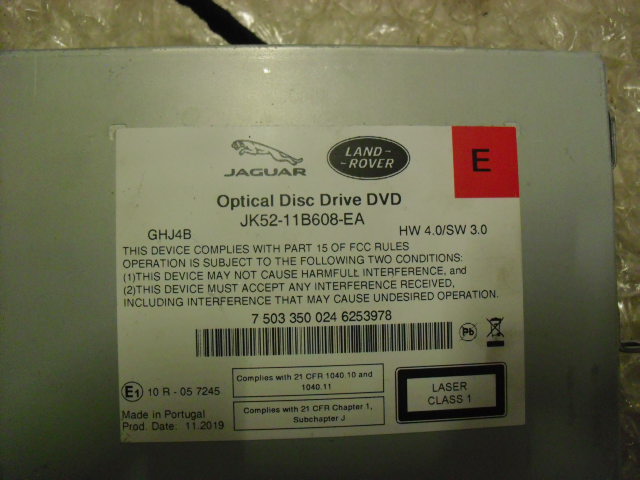 JAGUAR
LAND-
-ROVER
E
Optical Disc Drive DVD
JK52-11B608-EA
GHJ4B HW 4.0/SW 3.0
THIS DEVICE COMPLIES WITH PART 15 OF FCC RULES
OPERATION IS SUBJECT TO THE FOLLOWING TWO CONDITIONS:
(1)THIS DEVICE MAY NOT CAUSE HARMFULL INTERFERENCE, and
(2)THIS DEVICE MUST ACCEPT ANY INTERFERENCE RECEIVED,
INCLUDING INTERFERENCE THAT MAY CAUSE UNDESIRED OPERATION.
7 503 350 024 6253978
Pb
E1 10 R - 05 7245
Complies with 21 CFR 1040.10 and
1040.11
LASER
CLASS 1
Made in Portugal
Prod. Date: 11.2019
Complies with 21 CFR Chapter 1,
Subchapter J